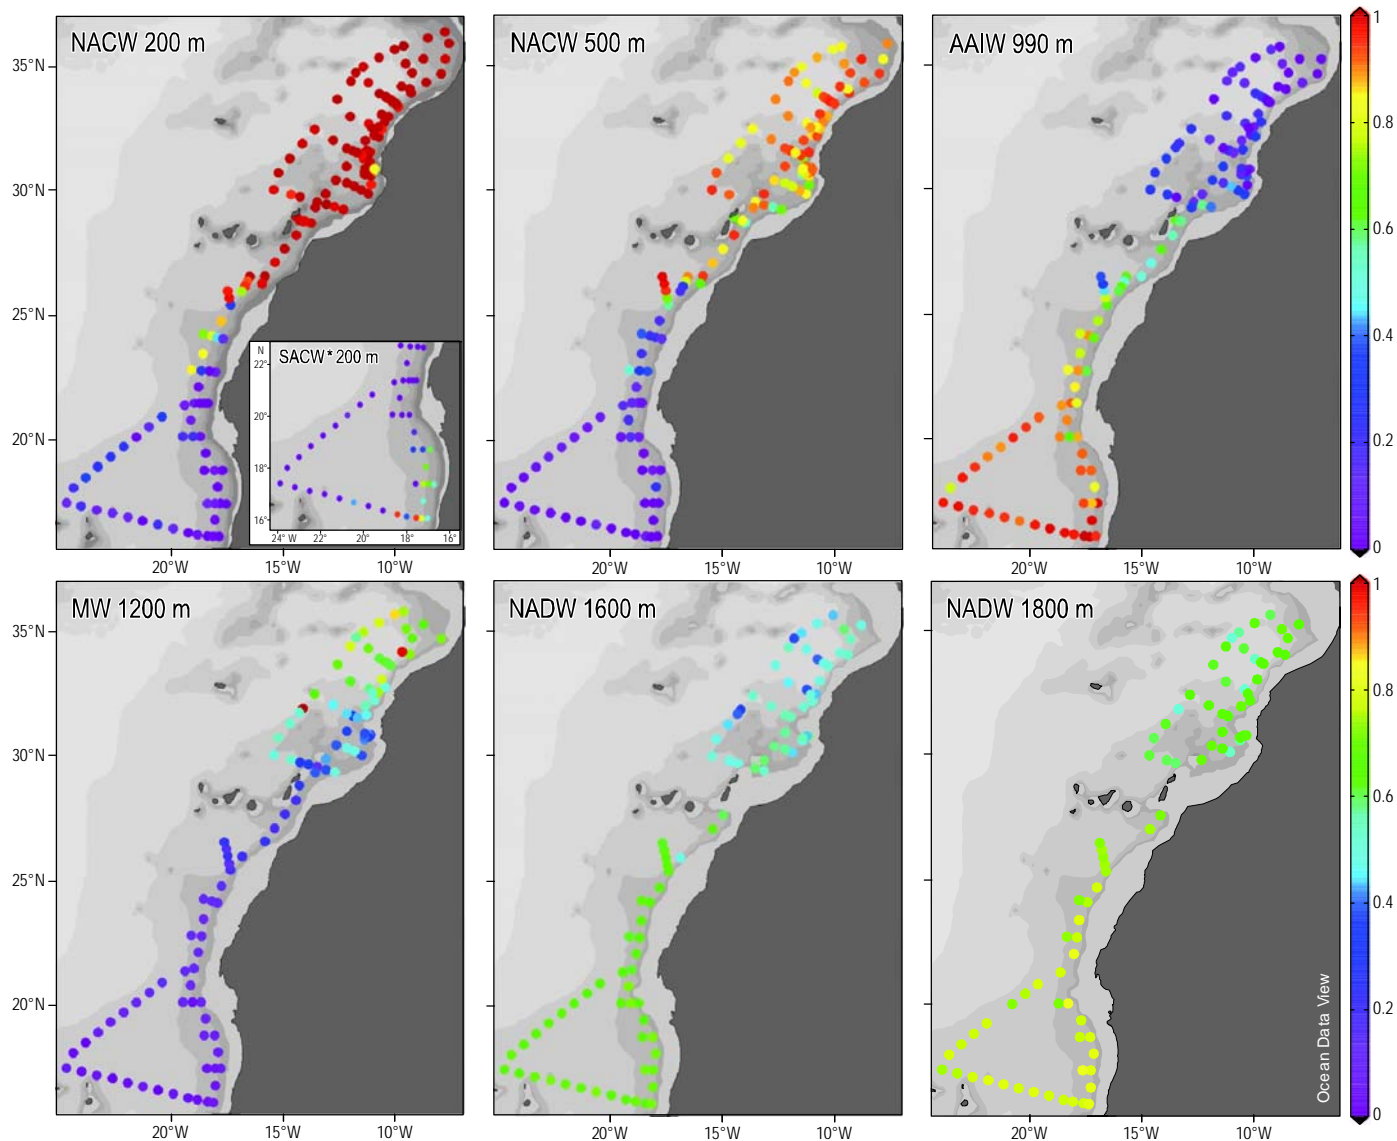 NACW 200 m
NACW 500 m
AAIW 990 m
1
0.8
0.6
0.4
0.2
0
35°N
30°N
25°N
20°N
N
22°
20°
18°
16°
SACW* 200 m
24° W
22°
20°
18°
16°
20°W
15°W
10°W
20°W
15°W
10°W
20°W
15°W
10°W
MW 1200 m
NADW 1600 m
NADW 1800 m
1
0.8
0.6
0.4
0.2
0
35°N
30°N
25°N
20°N
Ocean Data View
20°W
15°W
10°W
20°W
15°W
10°W
20°W
15°W
10°W